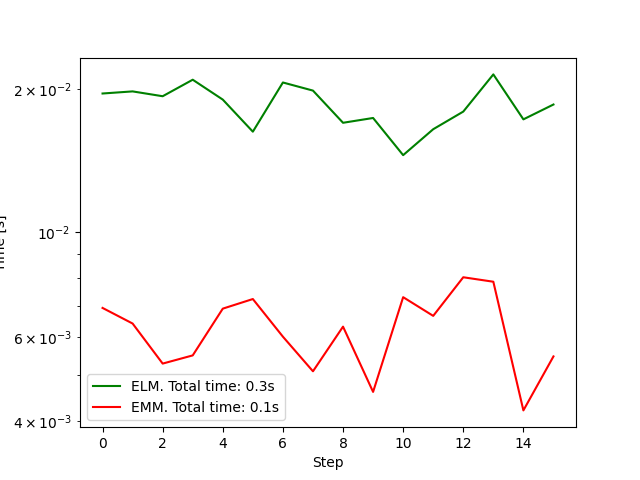 2 × 10⁻²
10⁻²
6 × 10⁻³
4 × 10⁻³
ELM. Total time: 0.3s
EMM. Total time: 0.1s
0 2 4 6 8 10 12 14
Step